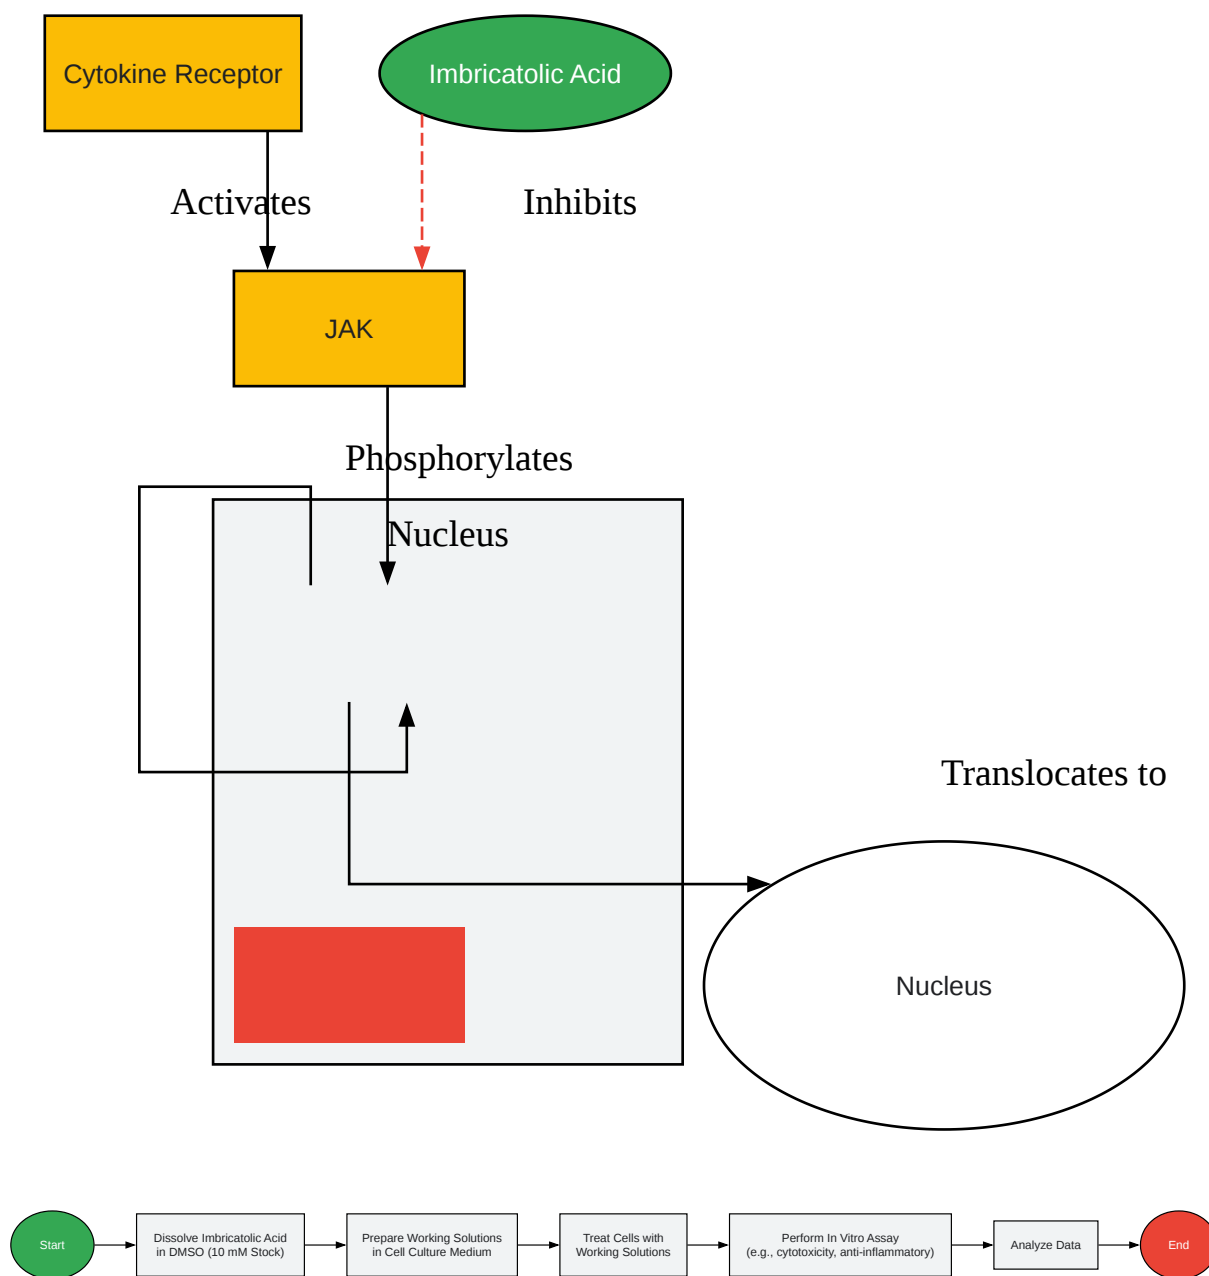 Cytokine Receptor
Imbricatolic Acid
Activates
Inhibits
JAK
Phosphorylates
Nucleus
Translocates to
Nucleus
Start
Dissolve Imbricatolic Acid
in DMSO (10 mM Stock)
Prepare Working Solutions
in Cell Culture Medium
Treat Cells with
Working Solutions
Perform In Vitro Assay
(e.g., cytotoxicity, anti-inflammatory)
Analyze Data
End